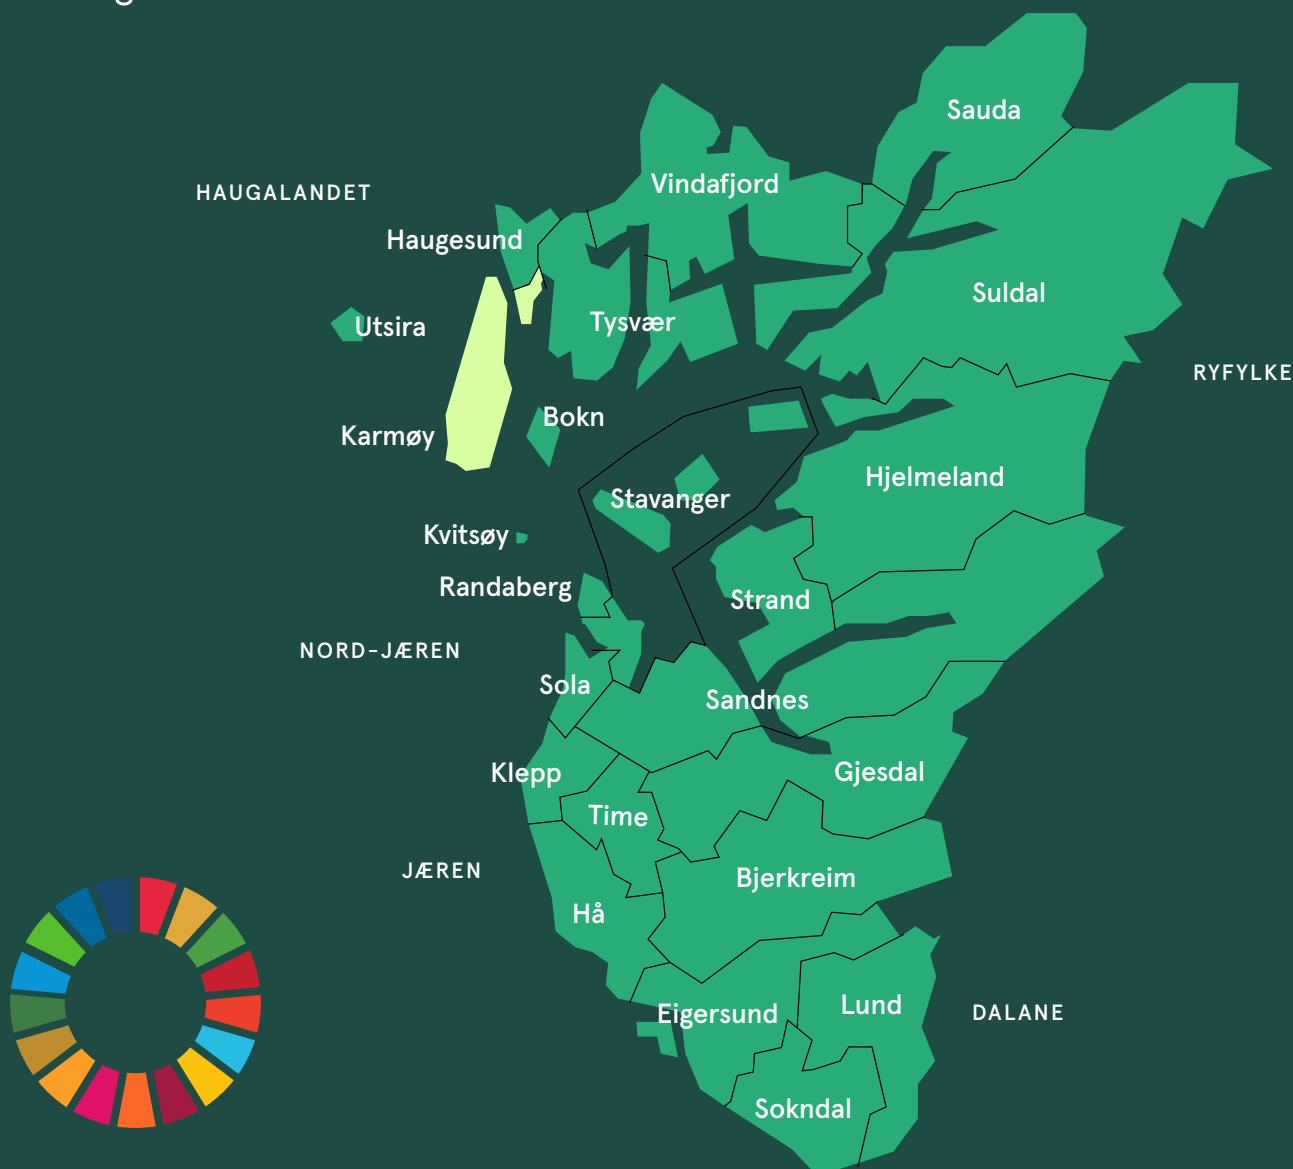 g
Sauda
Vindafjord
HAUGALANDET
Haugesund
Suldal
Tysvær
Utsira
RYFYLKE
Bokn
Karmøy
Hjelmeland
Stavanger
Kvitsøy
Randaberg
Strand
NORD-JÆREN
Sola
Sandnes
Klepp
Gjesdal
Time
JÆREN
Bjerkreim
Hå
Lund
DALANE
Eigersund
Sokndal